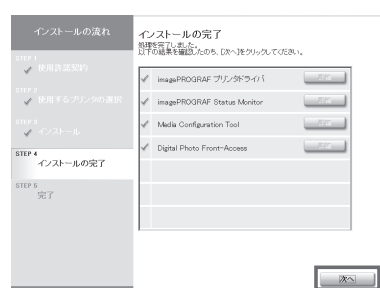 インストールの流れ
STEP 1
使用許諾契約
STEP 2
使用するプリンタの選択
STEP 3
インストール
STEP 4
インストールの完了
STEP 5
完了
インストールの完了
処理を完了しました。
以下の結果を確認したのち、[次へ]をクリックしてください。
imagePROGRAF プリンタドライバ
imagePROGRAF Status Monitor
Media Configuration Tool
Digital Photo Front-Access
次へ